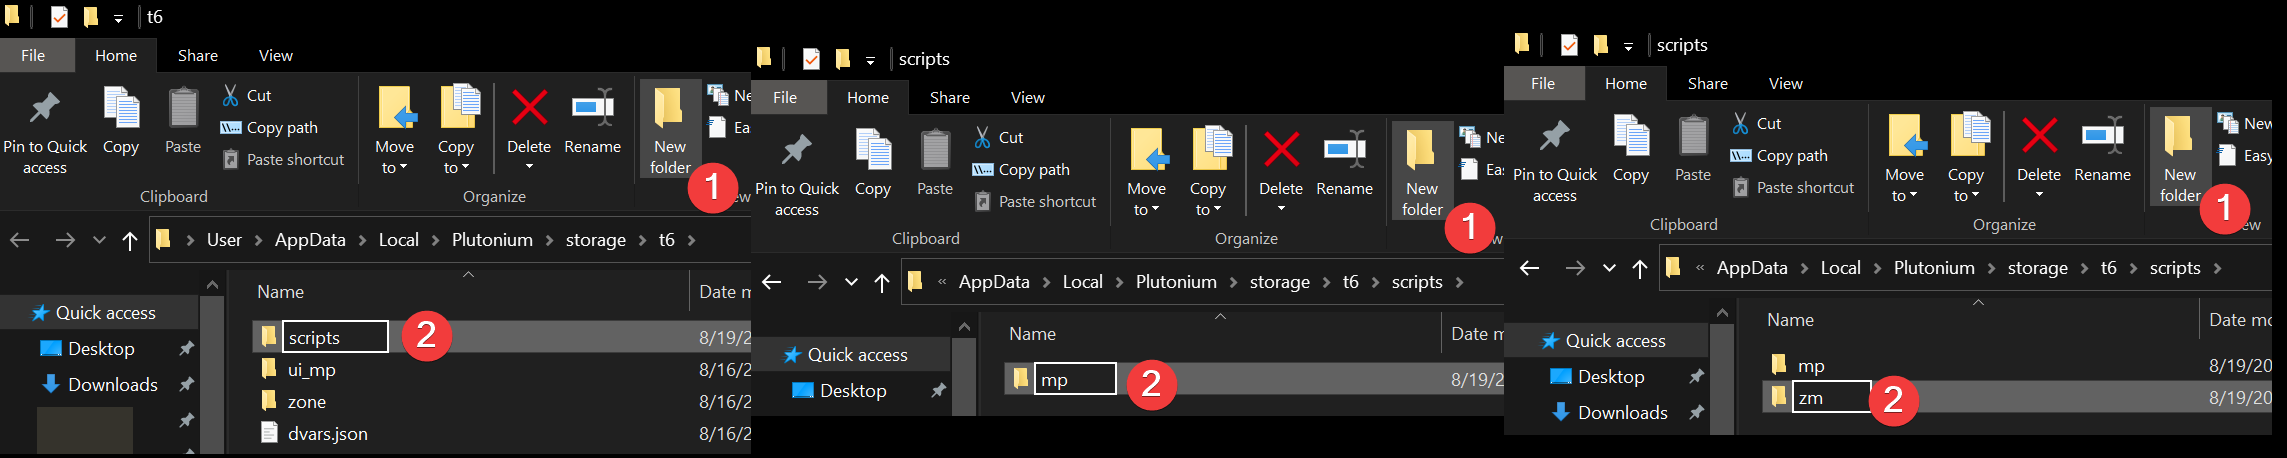 t6
File Home Share View
Pin to Quick access
Copy
Paste
Cut
Copy path
Paste shortcut
Move to
Copy to
Delete
Rename
New folder
Ne
Eas
1
Clipboard
Organize
ew
User > AppData > Local > Plutonium > storage > t6 >
Name
Date m
Quick access
Desktop
Downloads
scripts
2
8/19/2
ui_mp
8/16/2
zone
8/16/2
dvars.json
8/16/2
scripts
File Home Share View
Pin to Quick access
Copy
Paste
Cut
Copy path
Paste shortcut
Move to
Copy to
Delete
Rename
New folder
Ne
Eas
1
Clipboard
Organize
ew
« AppData > Local > Plutonium > storage > t6 > scripts >
Name
Date m
Quick access
Desktop
mp
2
8/19/2
scripts
File Home Share View
Pin to Quick access
Copy
Paste
Cut
Copy path
Paste shortcut
Move to
Copy to
Delete
Rename
New folder
New
Easy
1
Clipboard
Organize
ew
« AppData > Local > Plutonium > storage > t6 > scripts >
Name
Date mo
Quick access
Desktop
Downloads
mp
8/19/20
zm
2
8/19/20